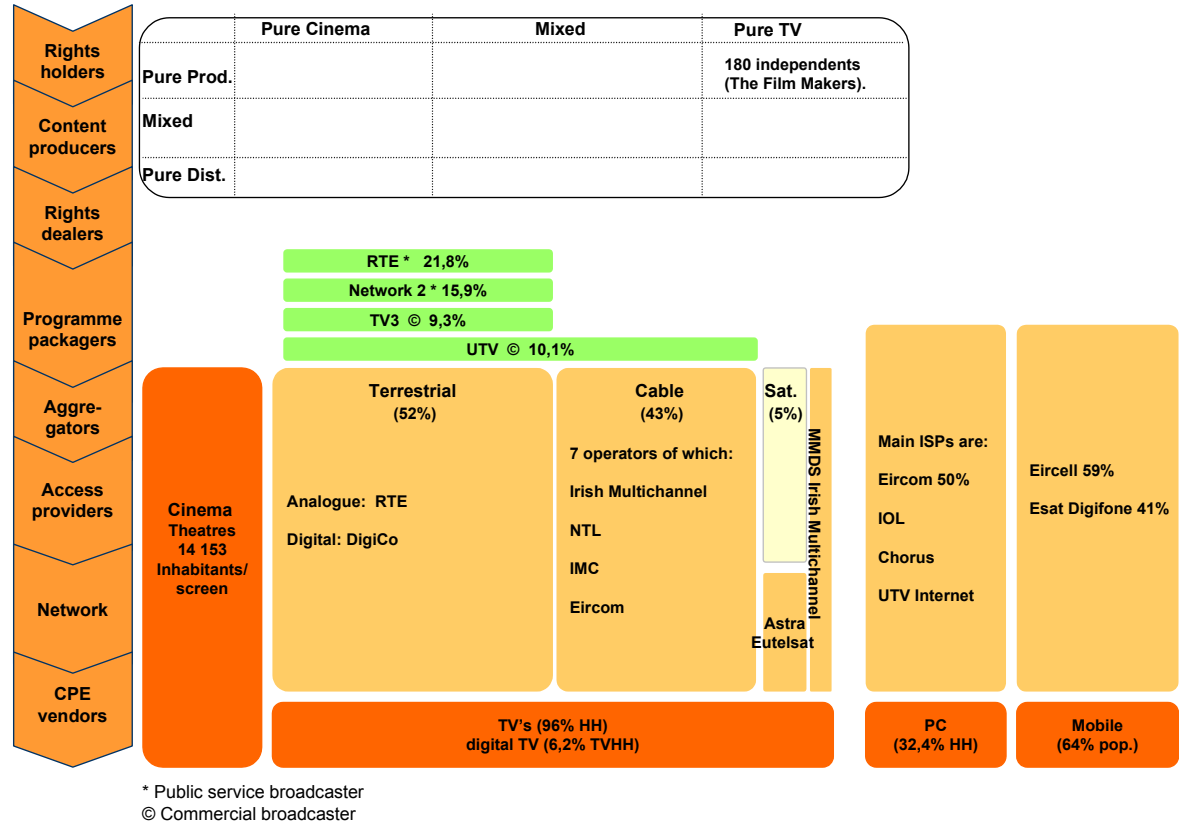 Rights
holders
Content
producers
Rights
dealers
Programme
packagers
Aggre-
gators
Access
providers
Network
CPE
vendors
Pure Cinema
Mixed
Pure TV
Pure Prod.
180 independents
(The Film Makers).
Mixed
Pure Dist.
RTE *   21,8%
Network 2 * 15,9%
TV3  ©  9,3%
UTV  ©  10,1%
Cinema
Theatres
14 153
Inhabitants/
screen
Terrestrial
(52%)
Analogue:  RTE
Digital: DigiCo
Cable
(43%)
7 operators of which:
Irish Multichannel
NTL
IMC
Eircom
Sat.
(5%)
Astra
Eutelsat
MMDS Irish Multichannel
Main ISPs are:
Eircom 50%
IOL
Chorus
UTV Internet
Eircell 59%
Esat Digifone 41%
TV's (96% HH)
digital TV (6,2% TVHH)
PC
(32,4% HH)
Mobile
(64% pop.)
* Public service broadcaster
© Commercial broadcaster